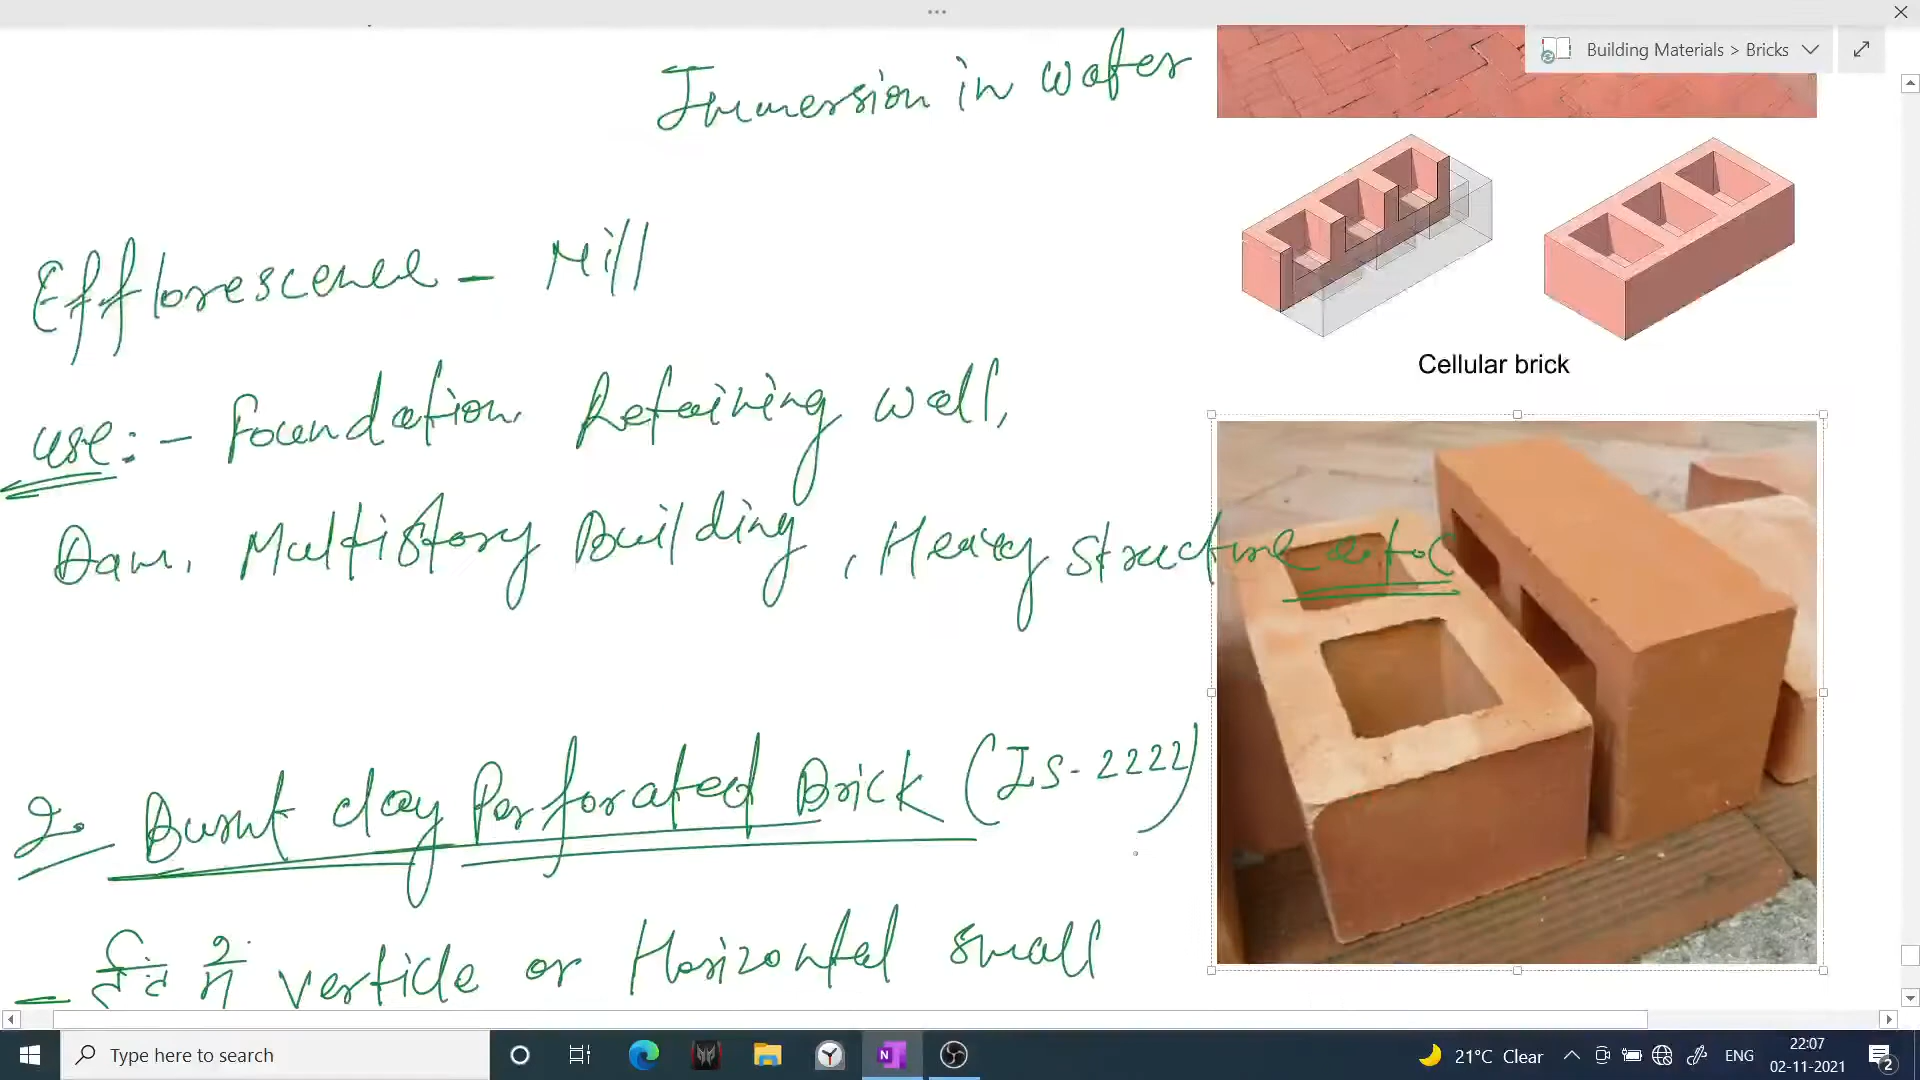 Building Materials > Bricks
Immersion in water
Efflorescence - Nill
Cellular brick
use:- Foundation, Retaining wall,
Dam, Multistory Building, Heavy structure etc
2. Burnt clay Perforated Brick (IS-2222)
- verticle or Horizontal small
Type here to search
21°C Clear
ENG
22:07
02-11-2021
2